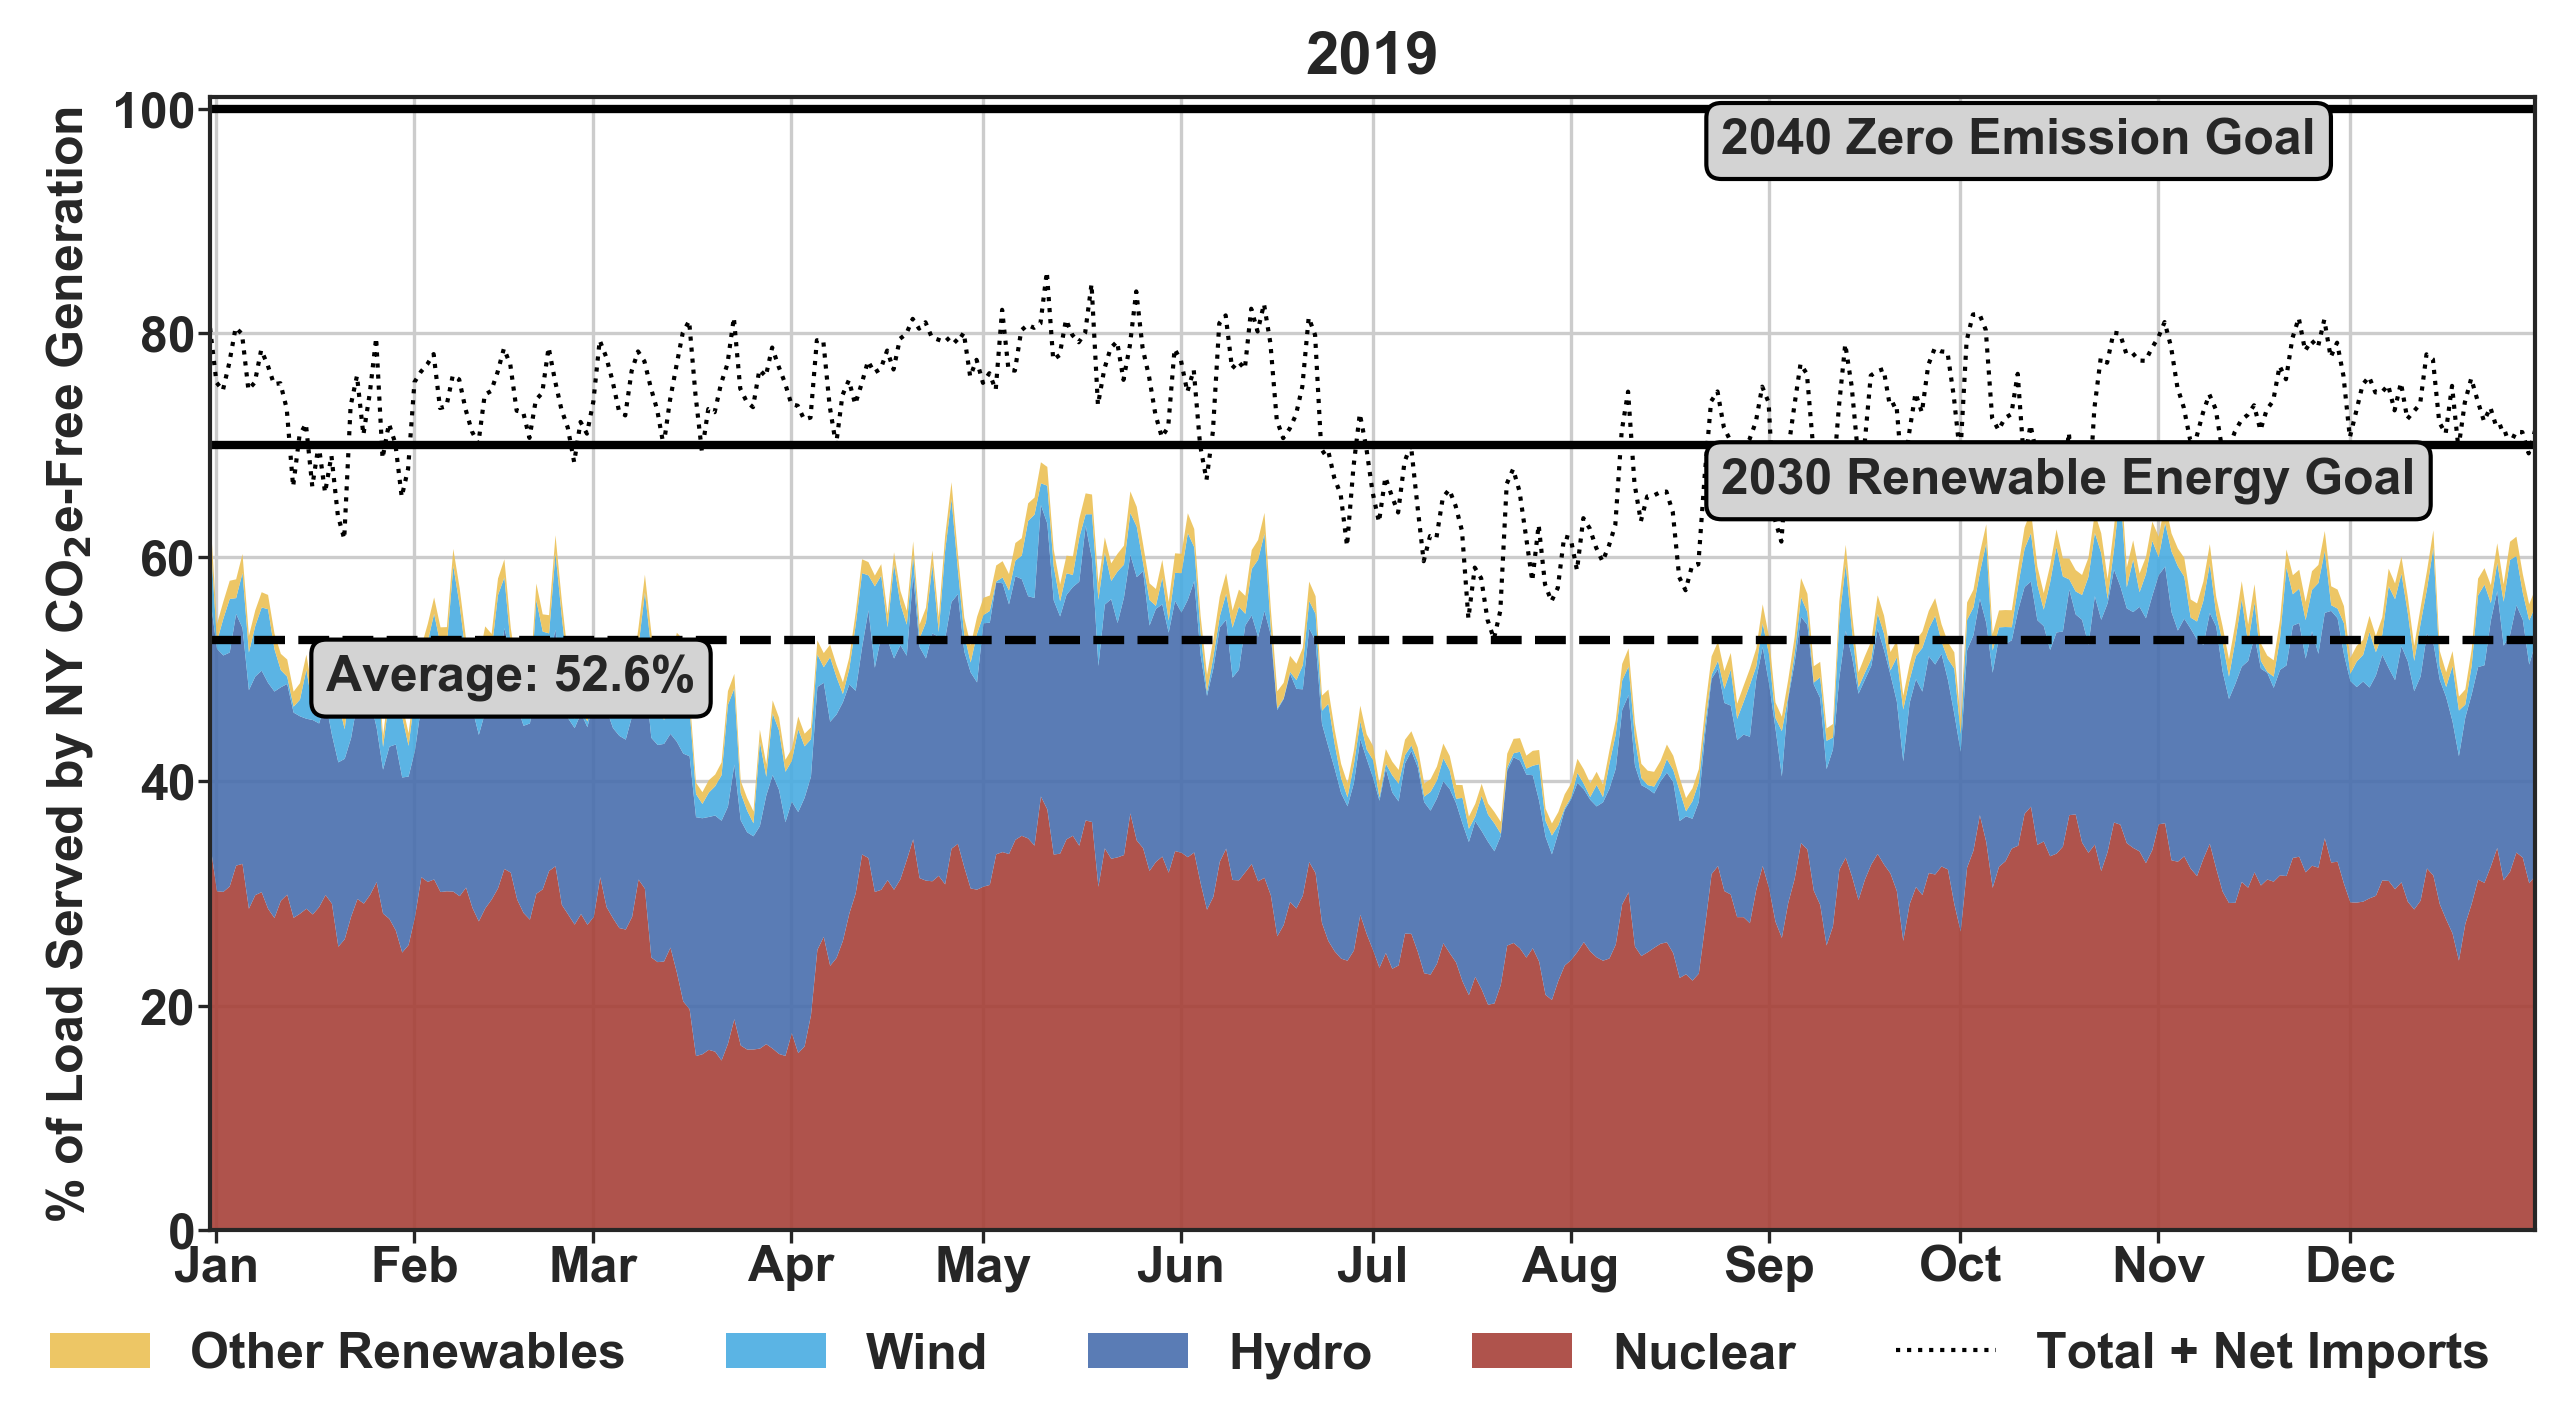 2019
% of Load Served by NY CO₂e-Free Generation
100
80
60
40
20
0
2040 Zero Emission Goal
2030 Renewable Energy Goal
Average: 52.6%
Jan Feb Mar Apr May Jun Jul Aug Sep Oct Nov Dec
Other Renewables Wind Hydro Nuclear Total + Net Imports